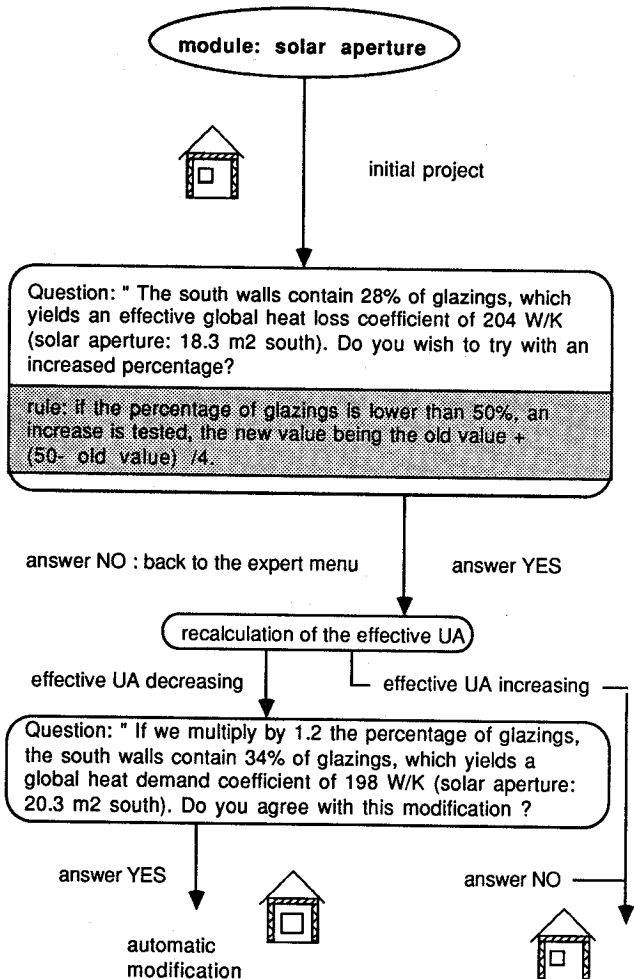 module: solar aperture
initial project
Question: " The south walls contain 28% of glazings, which
yields an effective global heat loss coefficient of 204 W/K
(solar aperture: 18.3 m2 south). Do you wish to try with an
increased percentage?
rule: if the percentage of glazings is lower than 50%, an
increase is tested, the new value being the old value +
(50- old value) /4.
answer NO : back to the expert menu
answer YES
recalculation of the effective UA
effective UA decreasing
effective UA increasing
Question: " If we multiply by 1.2 the percentage of glazings,
the south walls contain 34% of glazings, which yields a
global heat demand coefficient of 198 W/K (solar aperture:
20.3 m2 south). Do you agree with this modification ?
answer YES
answer NO
automatic
modification